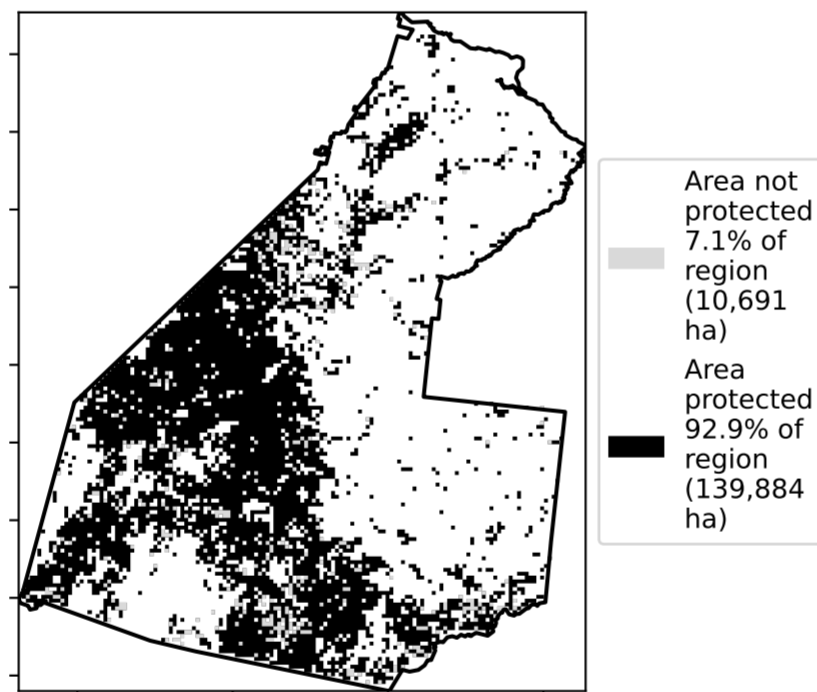 Area not
protected
7.1% of
region
(10,691
ha)
Area
protected
92.9% of
region
(139,884
ha)